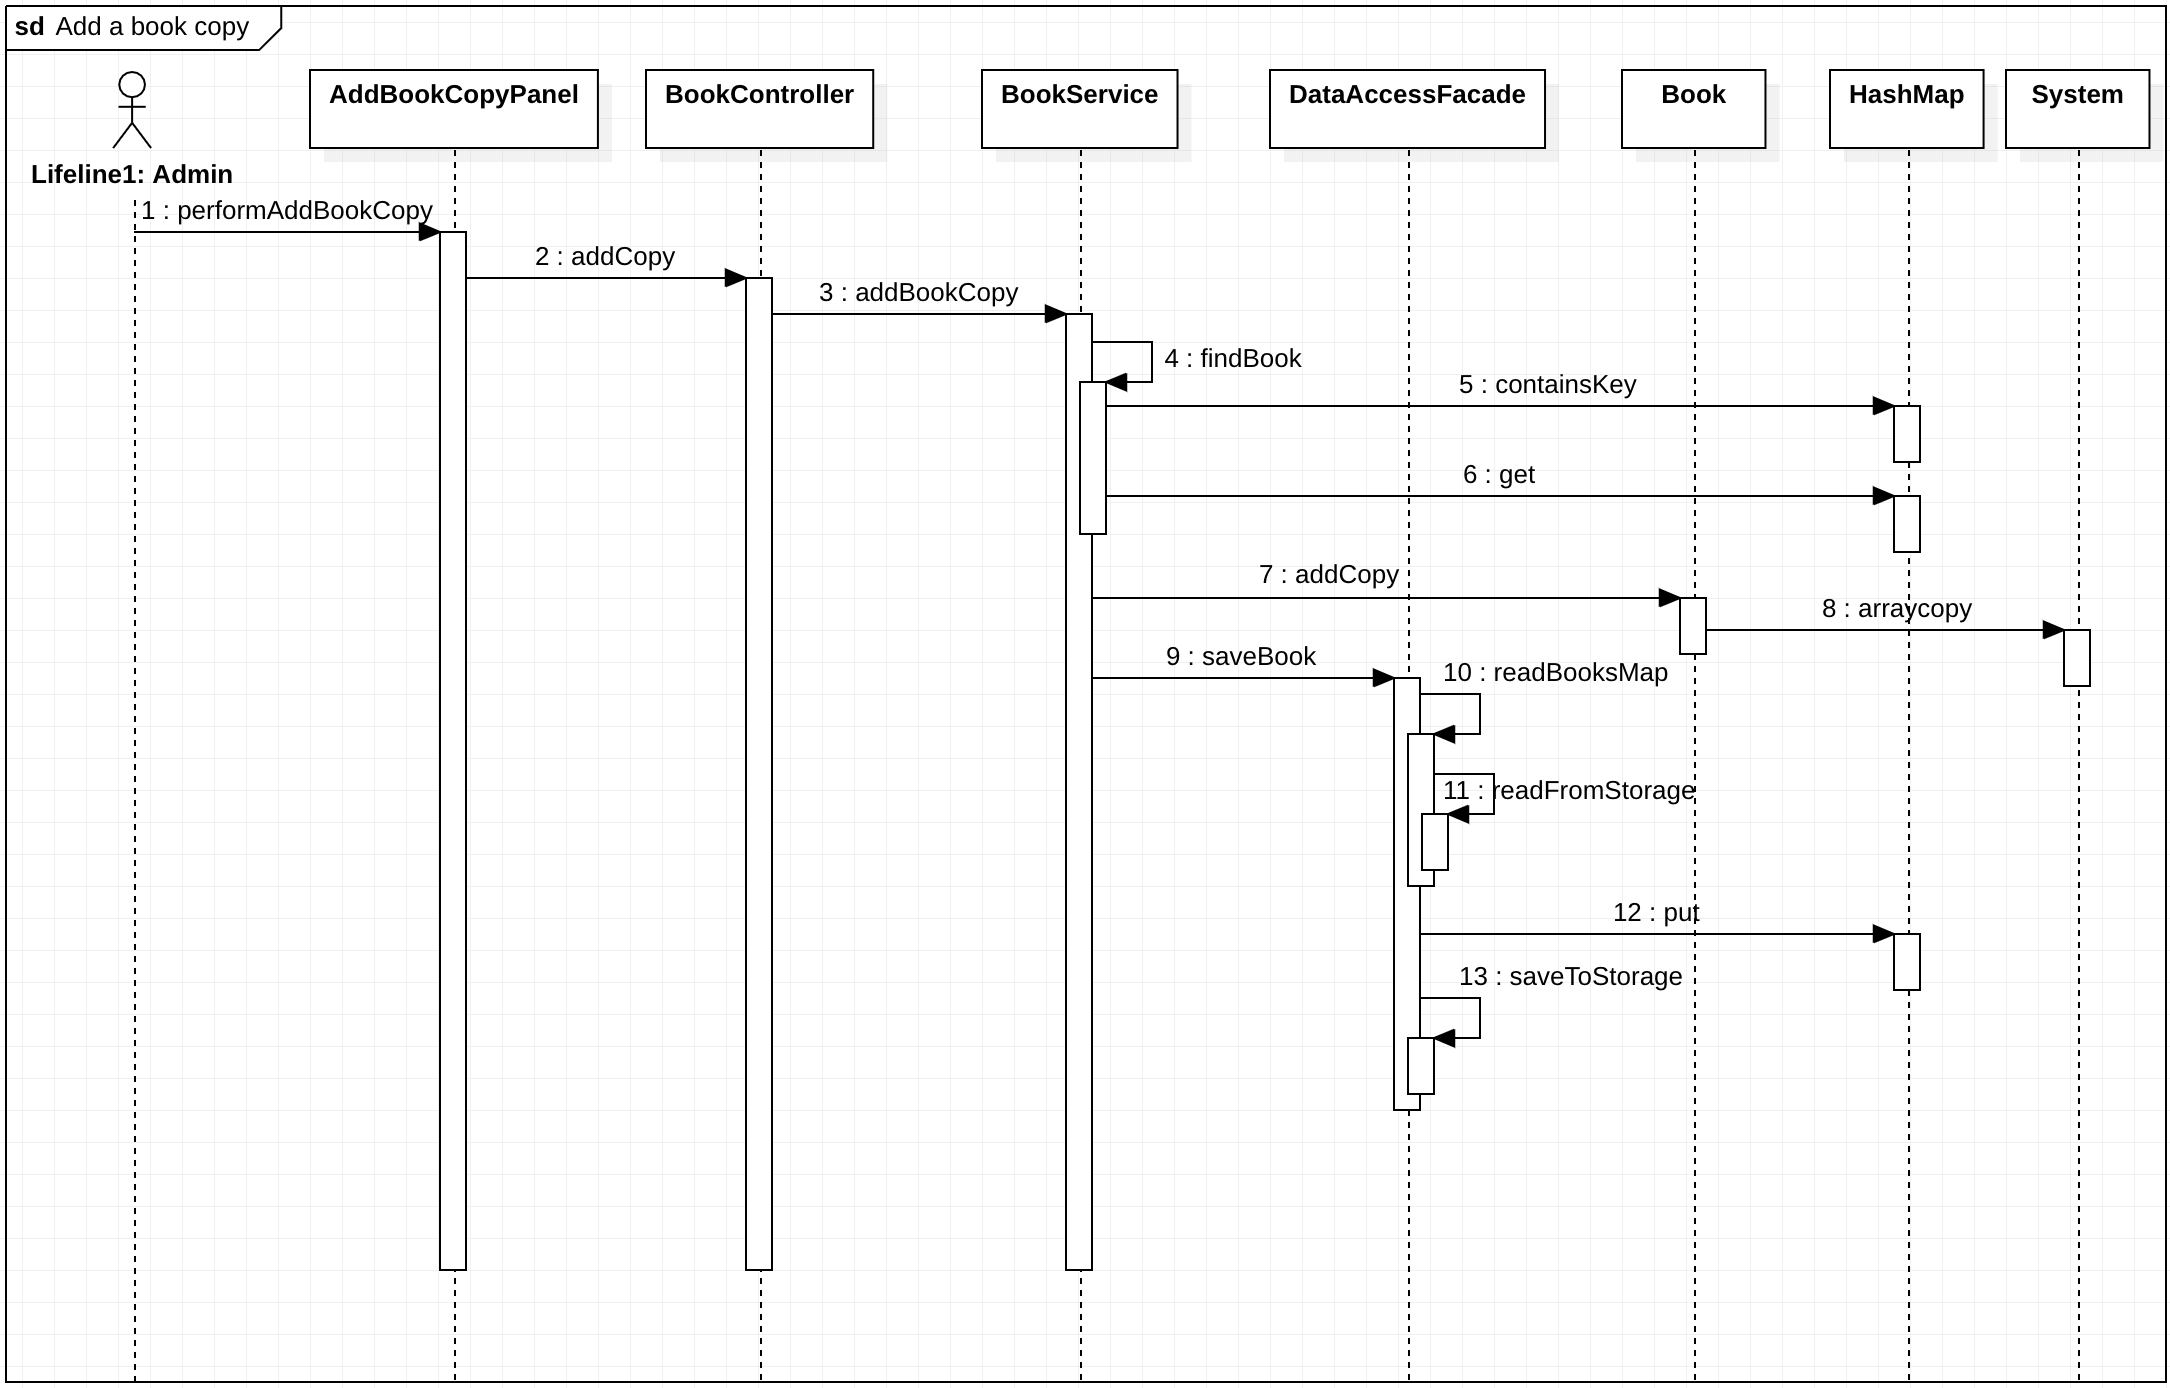 sd Add a book copy
AddBookCopyPanel
BookController
BookService
DataAccessFacade
Book
HashMap
System
Lifeline1: Admin
1 : performAddBookCopy
2 : addCopy
3 : addBookCopy
4 : findBook
5 : containsKey
6 : get
7 : addCopy
8 : arraycopy
9 : saveBook
10 : readBooksMap
11 : readFromStorage
12 : put
13 : saveToStorage